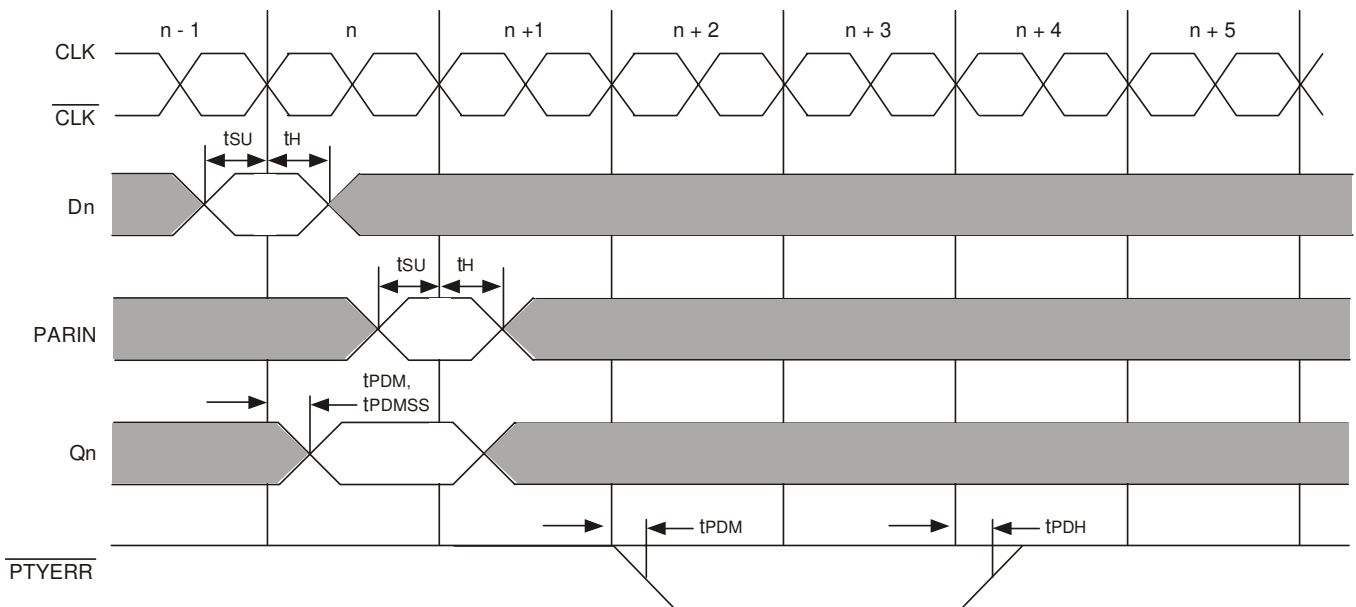 n - 1 n n +1 n + 2 n + 3 n + 4 n + 5
CLK
CLK
tSU tH
Dn
tSU tH
PARIN
tPDM,
tPDMSS
Qn
tPDM tPDH
PTYERR